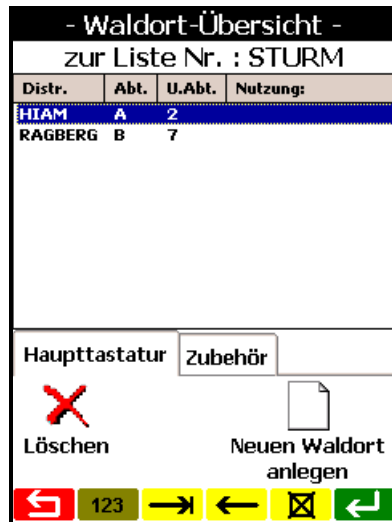 - Waldort-Übersicht -
zur Liste Nr. : STURM
Distr. Abt. U.Abt. Nutzung:
HIAM A 2
RAGBERG B 7
Haupttastatur Zubehör
Löschen Neuen Waldort
anlegen
123